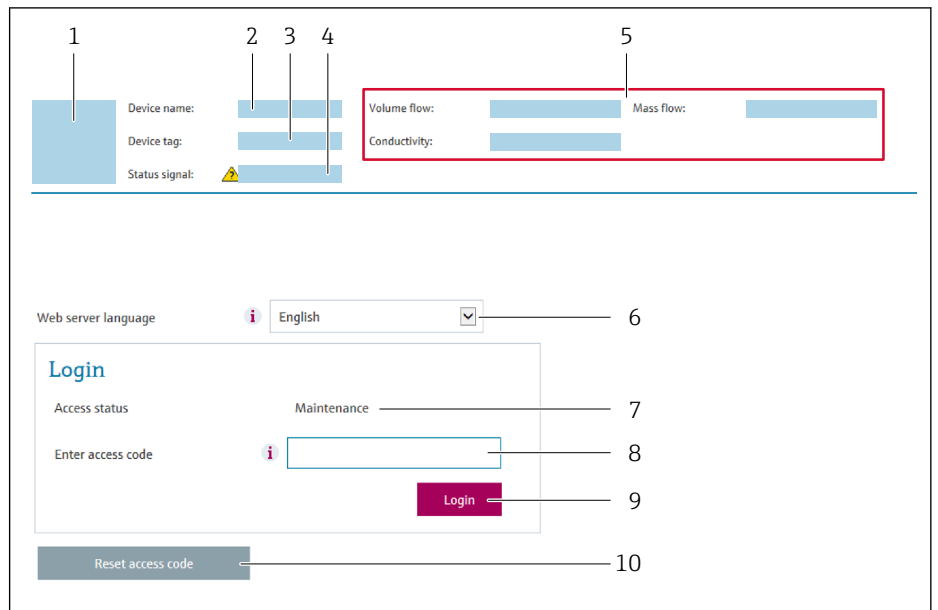 1 2 3 4 5
Device name: Volume flow: Mass flow:
Device tag: Conductivity:
Status signal: ?
Web server language i English 6
Login
Access status Maintenance 7
Enter access code i 8
Login 9
Reset access code 10